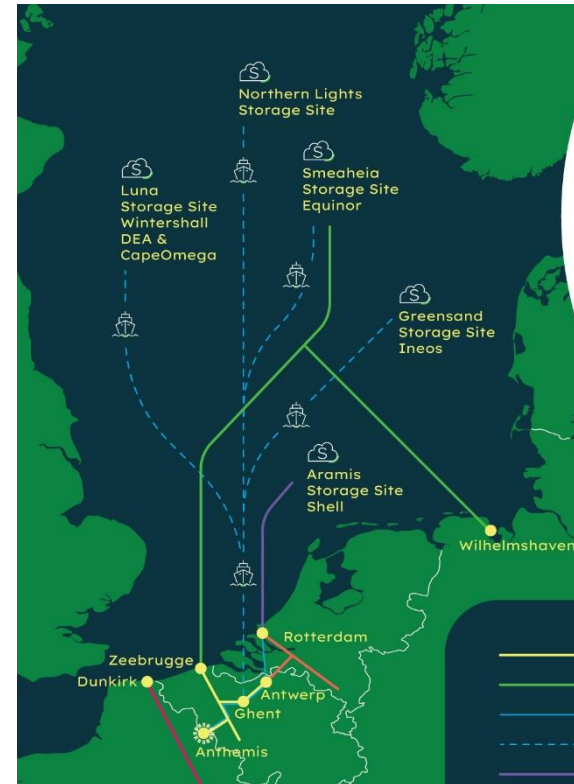 S
Northern Lights
Storage Site
S
Smeaheia
Storage Site
Equinor
S
Luna
Storage Site
Wintershall
DEA &
CapeOmega
S
Greensand
Storage Site
Ineos
S
Aramis
Storage Site
Shell
Wilhelmshaven
Rotterdam
Zeebrugge
Dunkirk
Antwerp
Ghent
Anthemis